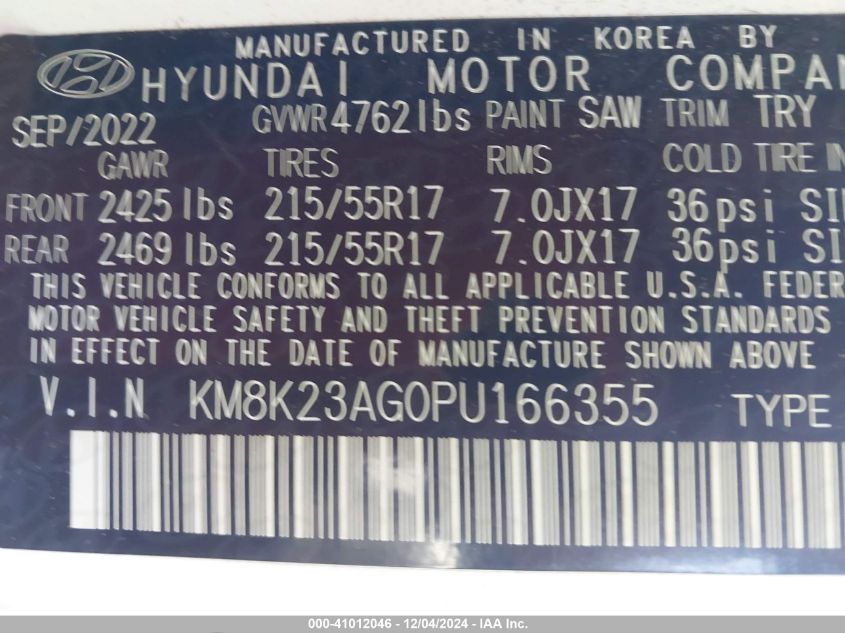 MANUFACTURED IN KOREA BY
HYUNDAI MOTOR COMPAN
SEP/2022 GVWR 4762 lbs PAINT SAW TRIM TRY
GAWR TIRES RIMS COLD TIRE IN
FRONT 2425 lbs 215/55R17 7.0JX17 36psi SI
REAR 2469 lbs 215/55R17 7.0JX17 36psi SI
THIS VEHICLE CONFORMS TO ALL APPLICABLE U.S.A. FEDER
MOTOR VEHICLE SAFETY AND THEFT PREVENTION STANDARDS
IN EFFECT ON THE DATE OF MANUFACTURE SHOWN ABOVE
V.I.N KM8K23AG0PU166355 TYPE
000-41012046 - 12/04/2024 - IAA Inc.